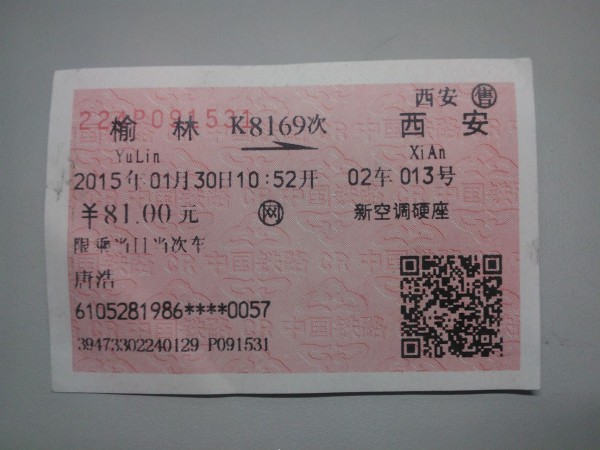 西安 售
22AP091531
榆 林 K8169次 西 安
YuLin XiAn
2015年01月30日10:52开 02车 013号
¥81.00元 网 新空调硬座
限乘当日当次车
唐浩
6105281986****0057
39473302240129 P091531